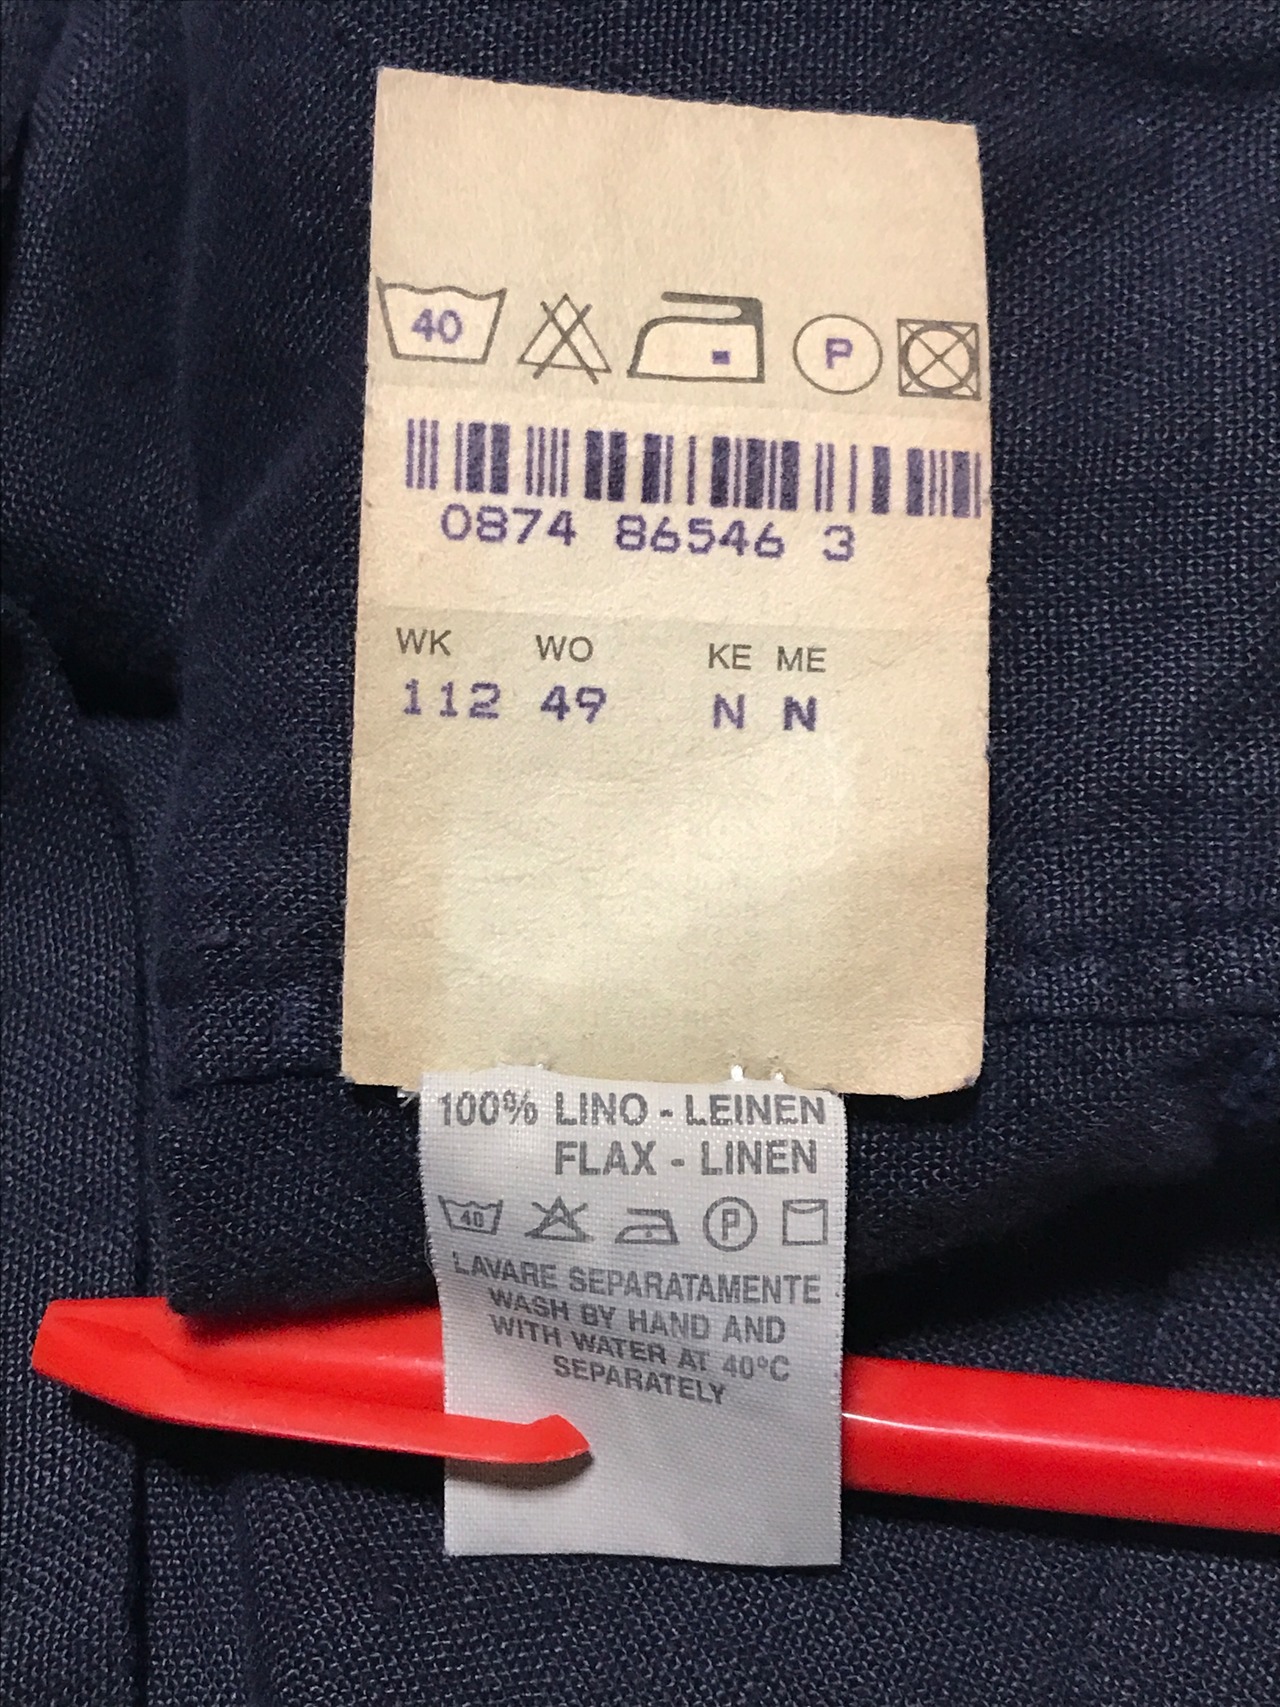 40 P
0874 86546 3
WK WO KE ME
112 49 N N
100% LINO - LEINEN
FLAX - LINEN
40 P
LAVARE SEPARATAMENTE
WASH BY HAND AND
WITH WATER AT 40°C
SEPARATELY